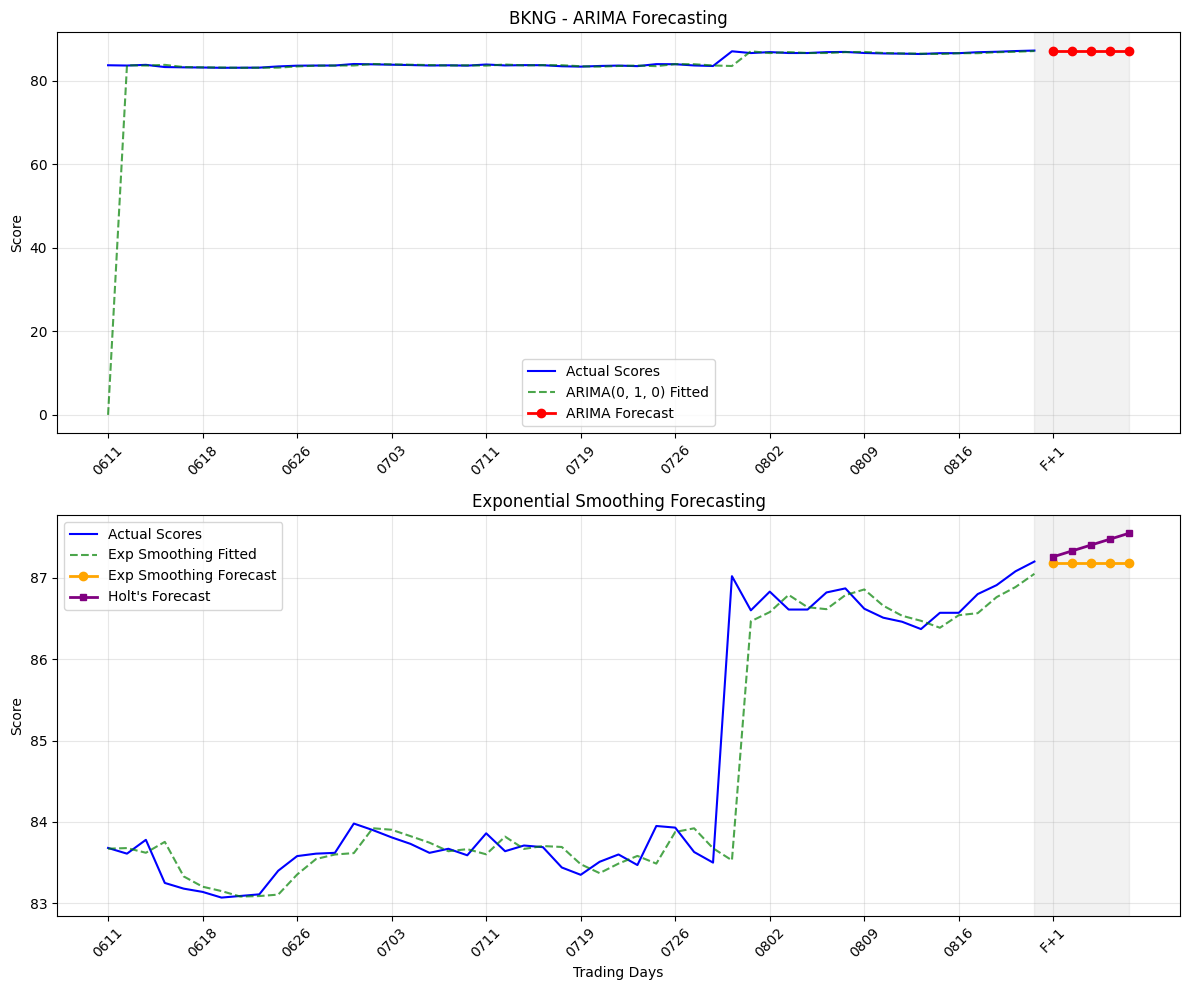 BKNG - ARIMA Forecasting
Score
80
60
40
20
0
Actual Scores
ARIMA(0, 1, 0) Fitted
ARIMA Forecast
0611
0618
0626
0703
0711
0719
0726
0802
0809
0816
F+1
Exponential Smoothing Forecasting
Score
87
86
85
84
83
Actual Scores
Exp Smoothing Fitted
Exp Smoothing Forecast
Holt's Forecast
0611
0618
0626
0703
0711
0719
0726
0802
0809
0816
F+1
Trading Days